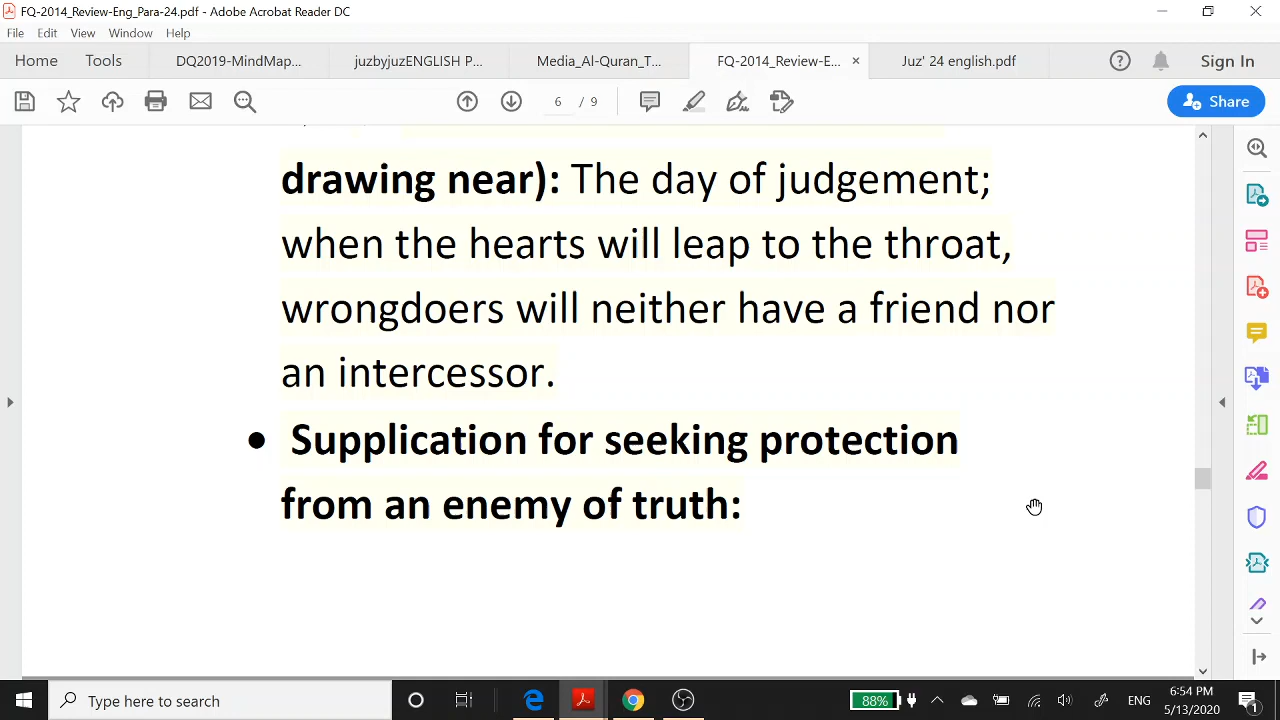 FQ-2014_Review-Eng_Para-24.pdf - Adobe Acrobat Reader DC
File Edit View Window Help
Home Tools DQ2019-MindMap... juzbyjuzENGLISH P... Media_Al-Quran_T... FQ-2014_Review-E... × Juz' 24 english.pdf Sign In
6 / 9 Share
drawing near): The day of judgement;
when the hearts will leap to the throat,
wrongdoers will neither have a friend nor
an intercessor.
• Supplication for seeking protection
from an enemy of truth:
Type here to search 88% ENG 6:54 PM
5/13/2020 1